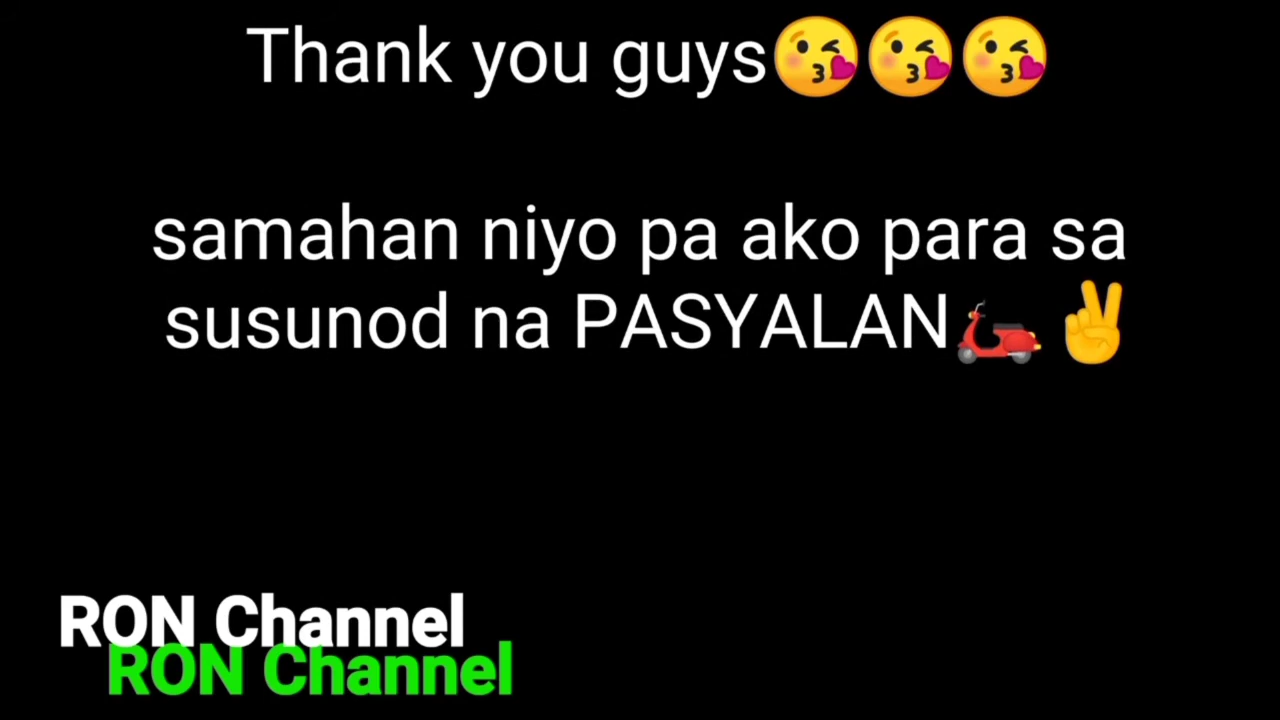 Thank you guys😘😘😘
samahan niyo pa ako para sa
susunod na PASYALAN🛵✌
RON Channel
RON Channel